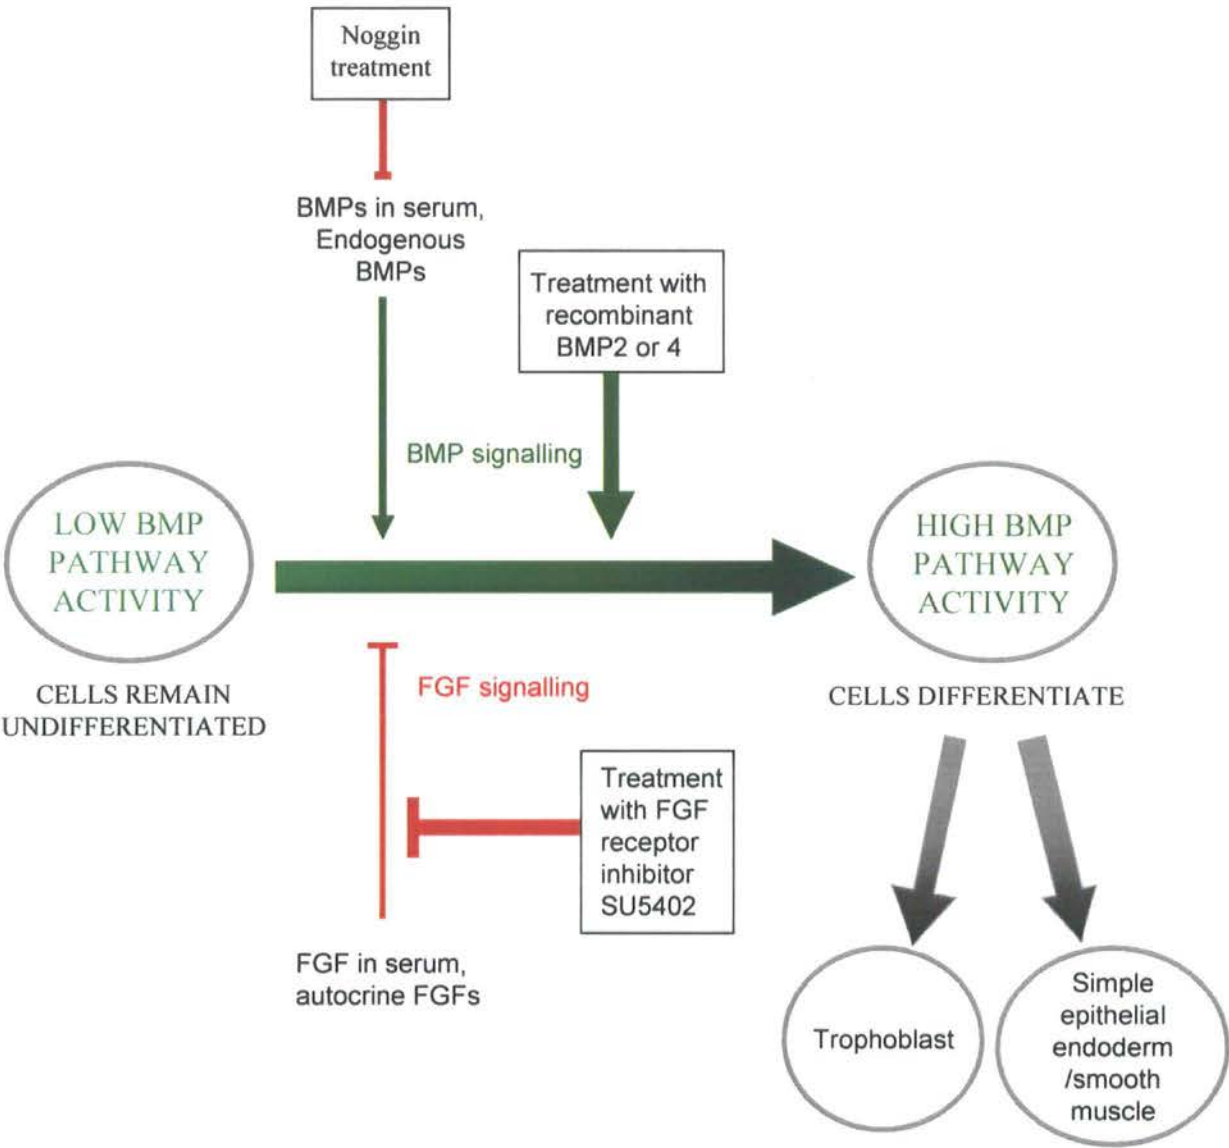 Noggin
treatment
BMPs in serum,
Endogenous
BMPs
Treatment with
recombinant
BMP2 or 4
BMP signalling
LOW BMP
PATHWAY
ACTIVITY
HIGH BMP
PATHWAY
ACTIVITY
CELLS REMAIN
UNDIFFERENTIATED
FGF signalling
CELLS DIFFERENTIATE
Treatment
with FGF
receptor
inhibitor
SU5402
FGF in serum,
autocrine FGFs
Trophoblast
Simple
epithelial
endoderm
/smooth
muscle